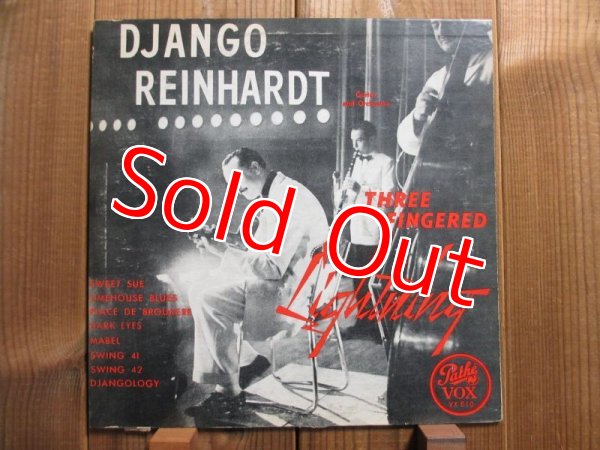 DJANGO
REINHARDT
Guitar
and Orchestra
THREE
FINGERED
Lightning
Sold Out
SWEET SUE
LIMEHOUSE BLUES
PLACE DE BROUKERE
DARK EYES
MABEL
SWING 41
SWING 42
DJANGOLOGY
Pathé
VOX